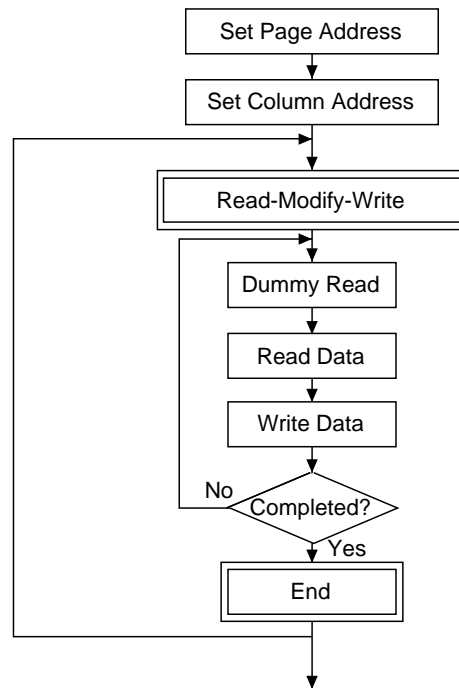 Set Page Address
Set Column Address
Read-Modify-Write
Dummy Read
Read Data
Write Data
No
Completed?
Yes
End